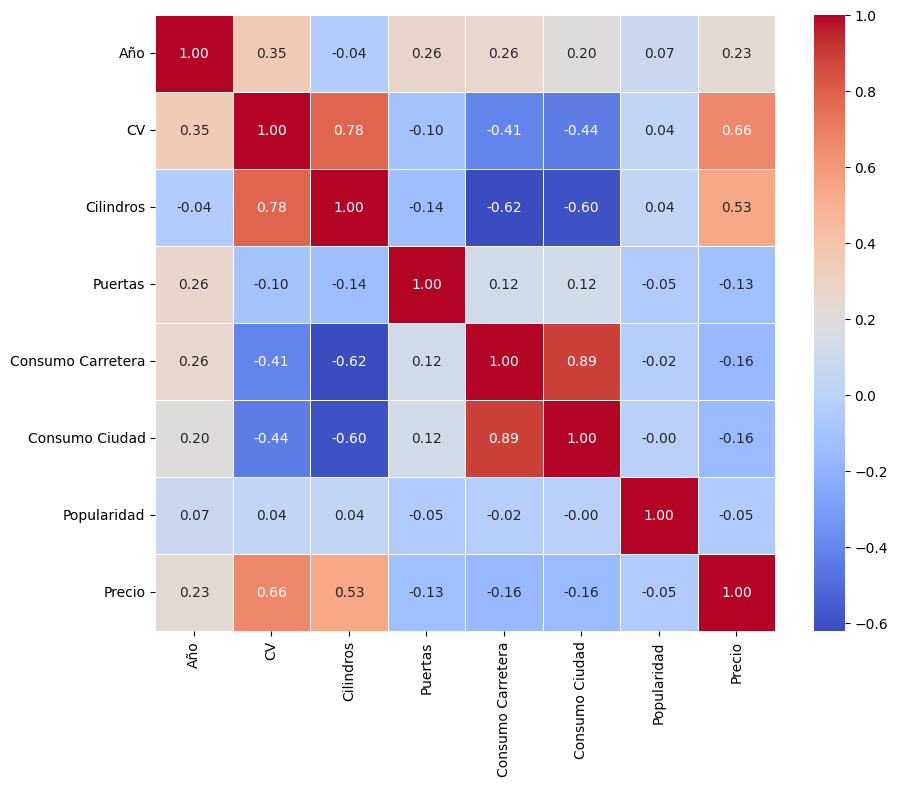 Año 1.00 0.35 -0.04 0.26 0.26 0.20 0.07 0.23
CV 0.35 1.00 0.78 -0.10 -0.41 -0.44 0.04 0.66
Cilindros -0.04 0.78 1.00 -0.14 -0.62 -0.60 0.04 0.53
Puertas 0.26 -0.10 -0.14 1.00 0.12 0.12 -0.05 -0.13
Consumo Carretera 0.26 -0.41 -0.62 0.12 1.00 0.89 -0.02 -0.16
Consumo Ciudad 0.20 -0.44 -0.60 0.12 0.89 1.00 -0.00 -0.16
Popularidad 0.07 0.04 0.04 -0.05 -0.02 -0.00 1.00 -0.05
Precio 0.23 0.66 0.53 -0.13 -0.16 -0.16 -0.05 1.00
Año
CV
Cilindros
Puertas
Consumo Carretera
Consumo Ciudad
Popularidad
Precio
1.0
0.8
0.6
0.4
0.2
0.0
−0.2
−0.4
−0.6